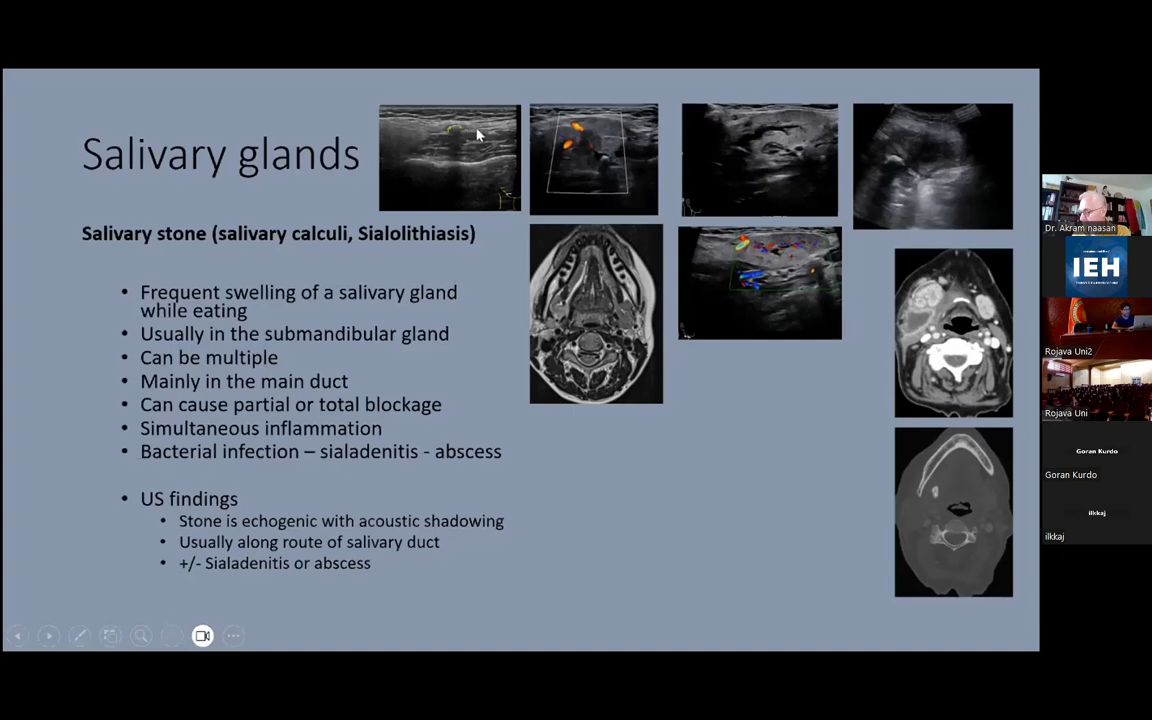 Salivary glands
Salivary stone (salivary calculi, Sialolithiasis)
• Frequent swelling of a salivary gland
while eating
• Usually in the submandibular gland
• Can be multiple
• Mainly in the main duct
• Can cause partial or total blockage
• Simultaneous inflammation
• Bacterial infection – sialadenitis - abscess
• US findings
• Stone is echogenic with acoustic shadowing
• Usually along route of salivary duct
• +/- Sialadenitis or abscess
Dr. Akram naasan
IEH
Rojava Uni2
Rojava Uni
Goran Kurdo
Goran Kurdo
ilkkaj
ilkkaj